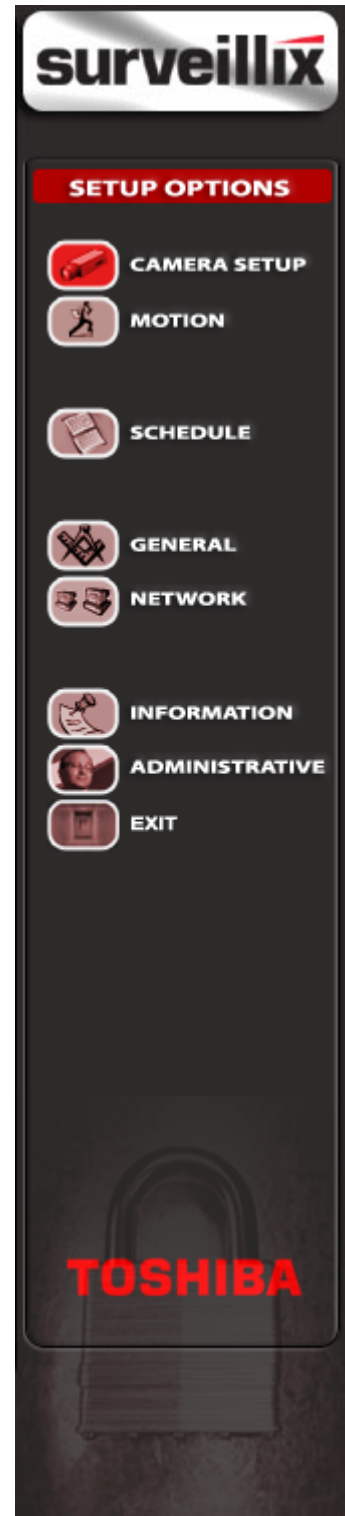 surveillix
SETUP OPTIONS
CAMERA SETUP
MOTION
SCHEDULE
GENERAL
NETWORK
INFORMATION
ADMINISTRATIVE
EXIT
TOSHIBA